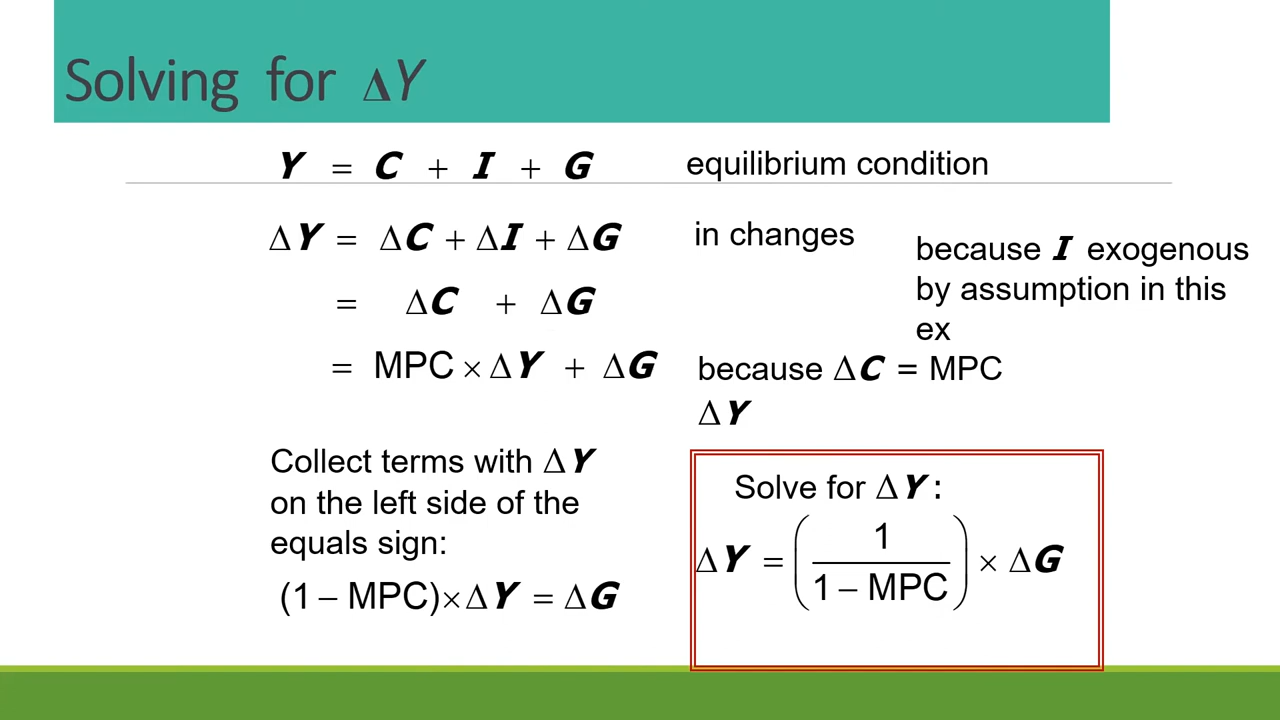 Solving for ΔY
Y = C + I + G equilibrium condition
ΔY = ΔC + ΔI + ΔG in changes
because I exogenous
by assumption in this
ex
= ΔC + ΔG
= MPC × ΔY + ΔG because ΔC = MPC
ΔY
Collect terms with ΔY
on the left side of the
equals sign:
(1 – MPC)×ΔY = ΔG
Solve for ΔY :
ΔY = (1 / 1 – MPC) × ΔG